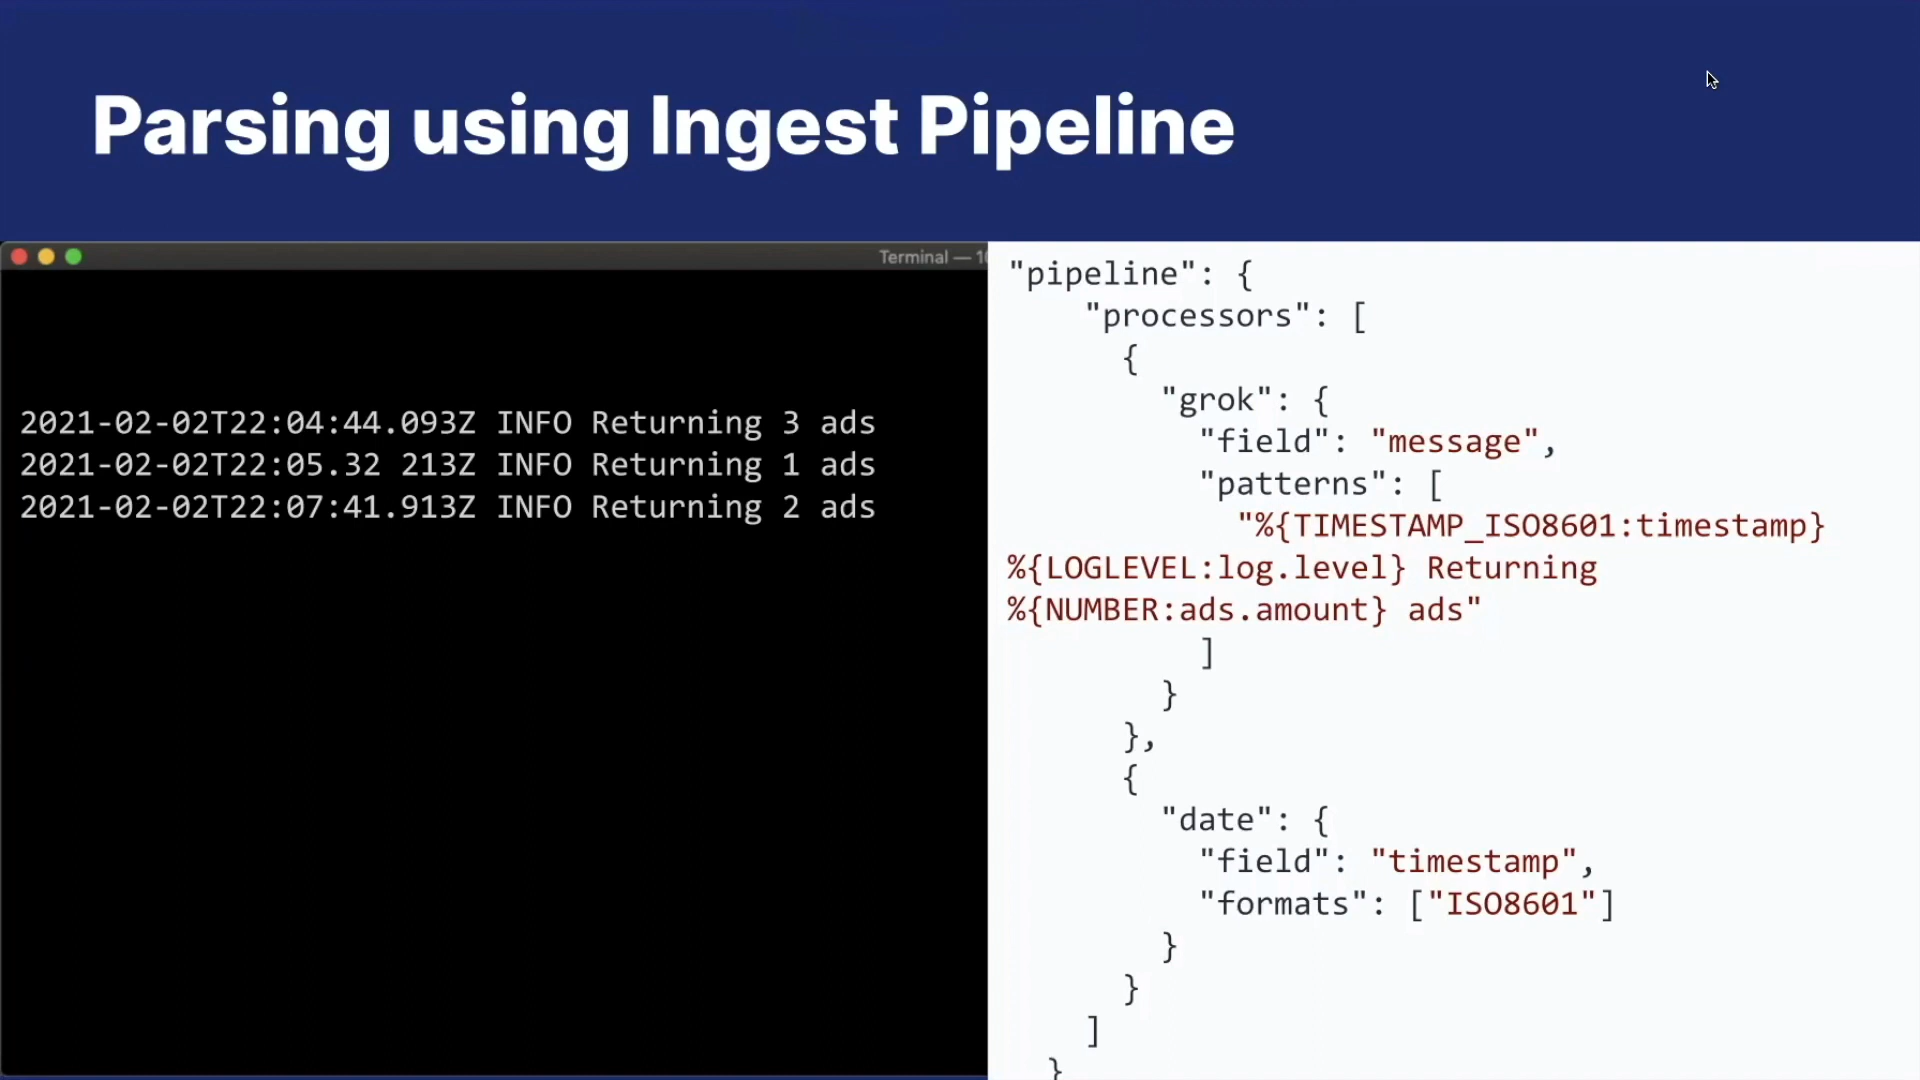 Parsing using Ingest Pipeline
Terminal — 1
2021-02-02T22:04:44.093Z INFO Returning 3 ads
2021-02-02T22:05.32 213Z INFO Returning 1 ads
2021-02-02T22:07:41.913Z INFO Returning 2 ads
"pipeline": {
"processors": [
{
"grok": {
"field": "message",
"patterns": [
"%{TIMESTAMP_ISO8601:timestamp}
%{LOGLEVEL:log.level} Returning
%{NUMBER:ads.amount} ads"
]
}
},
{
"date": {
"field": "timestamp",
"formats": ["ISO8601"]
}
}
]
}